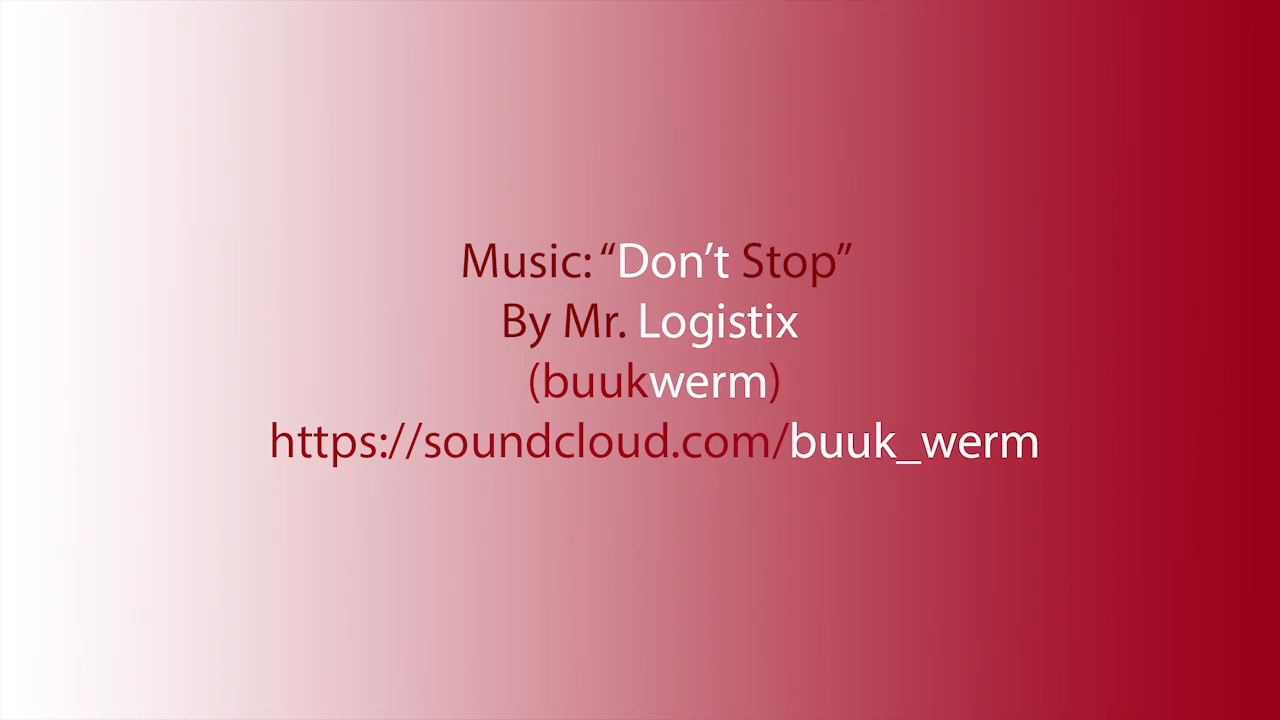 Music: “Don’t Stop”
By Mr. Logistix
(buukwerm)
https://soundcloud.com/buuk_werm